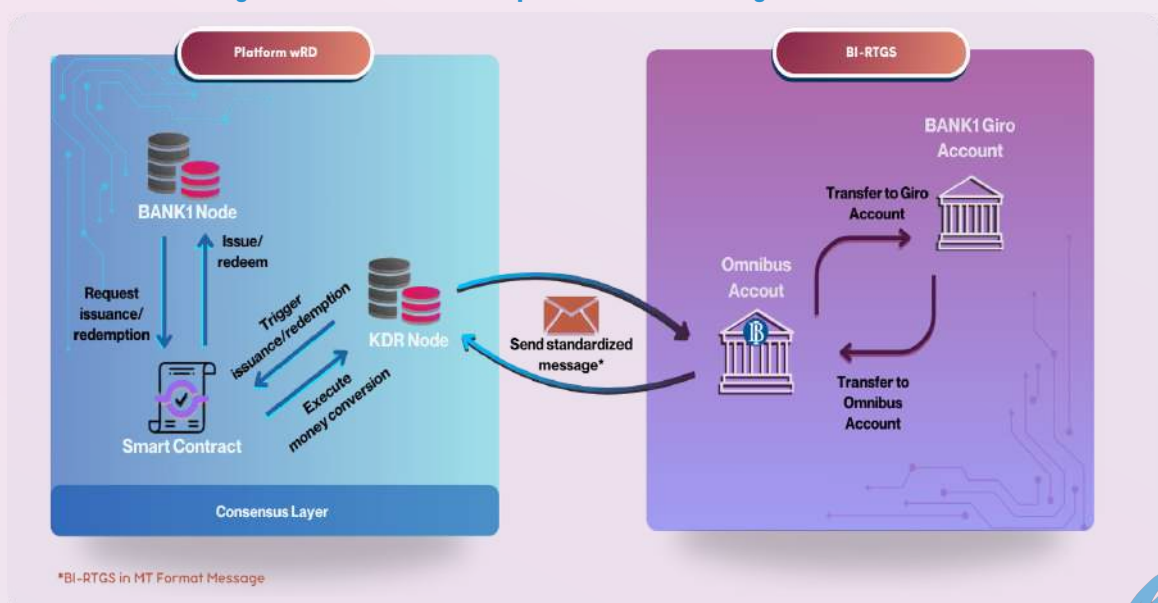 Platform wRD
BI-RTGS
BANK1 Node
Issue/
redeem
Request
issuance/
redemption
Trigger
issuance/redemption
KDR Node
Execute
money conversion
Smart Contract
Consensus Layer
Send standardized
message*
BANK1 Giro
Account
Transfer to Giro
Account
Omnibus
Accout
Transfer to
Omnibus
Account
*BI-RTGS in MT Format Message